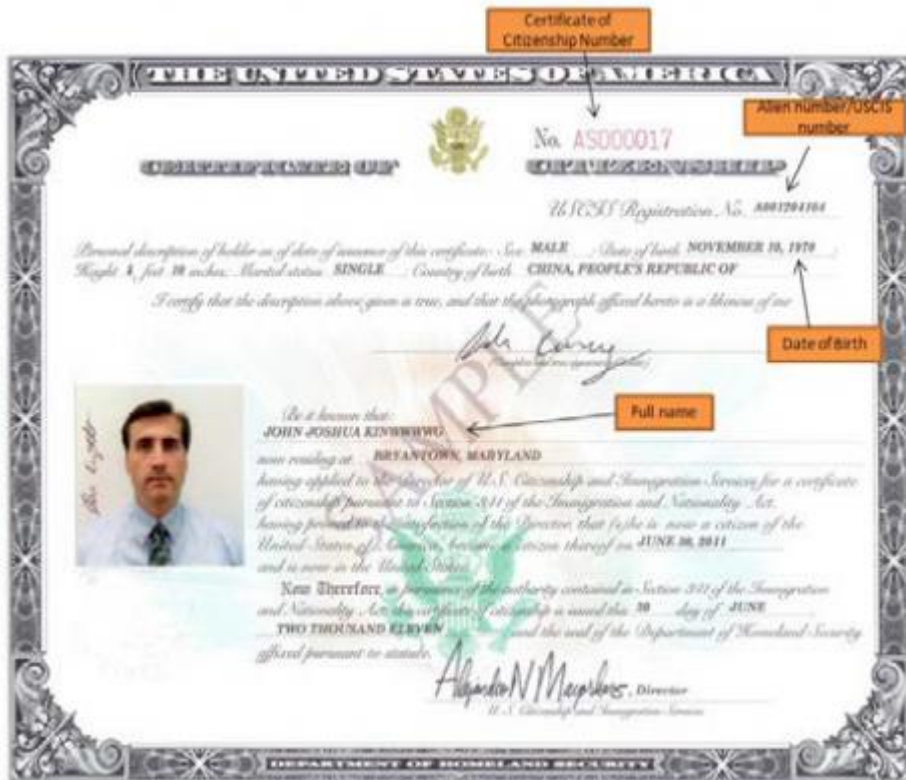 Certificate of
Citizenship Number
THE UNITED STATES OF AMERICA
Alien number/USCIS
number
No. AS000017
CERTIFICATE OF CITIZENSHIP
USCIS Registration No. A001204104
Personal description of holder as of date of issuance of this certificate: Sex MALE Date of birth NOVEMBER 10, 1970
Height 4 feet 10 inches, Marital status SINGLE Country of birth CHINA, PEOPLE'S REPUBLIC OF
I certify that the description above given is true, and that the photograph affixed hereto is a likeness of me
Date of Birth
SAMPLE
Full name
Be it known that:
JOHN JOSHUA KINWWWWG
now residing at BRYANTOWN, MARYLAND
having applied to the Director of U.S. Citizenship and Immigration Services for a certificate
of citizenship pursuant to Section 341 of the Immigration and Nationality Act,
having proved to the satisfaction of the Director, that (s)he is now a citizen of the
United States of America, became a citizen thereof on JUNE 30, 2011
and is now in the United States.
Now Therefore, in pursuance of the authority contained in Section 341 of the Immigration
and Nationality Act this certificate of citizenship is issued this 30 day of JUNE
TWO THOUSAND ELEVEN and the seal of the Department of Homeland Security
affixed pursuant to statute.
Alejandro N Mayorkas, Director
U.S. Citizenship and Immigration Services
DEPARTMENT OF HOMELAND SECURITY